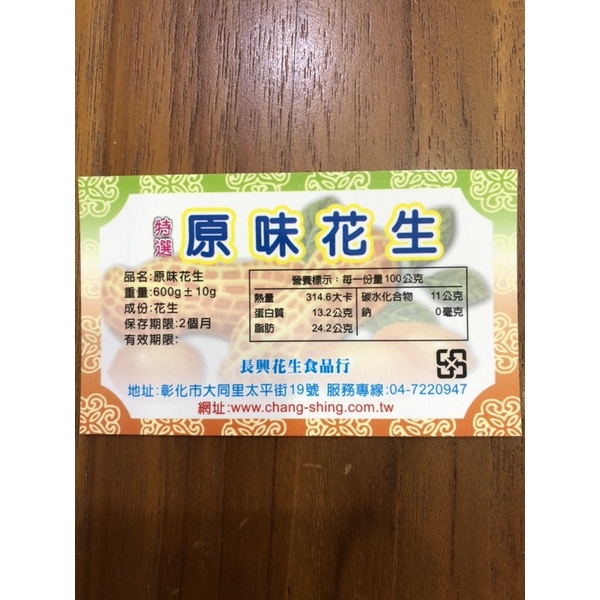 特選 原味花生
品名:原味花生
重量:600g±10g
成份:花生
保存期限:2個月
有效期限:
營養標示：每一份量100公克
熱量 314.6大卡 碳水化合物 11公克
蛋白質 13.2公克 鈉 0毫克
脂肪 24.2公克
長興花生食品行
地址:彰化市大同里太平街19號 服務專線:04-7220947
網址:www.chang-shing.com.tw